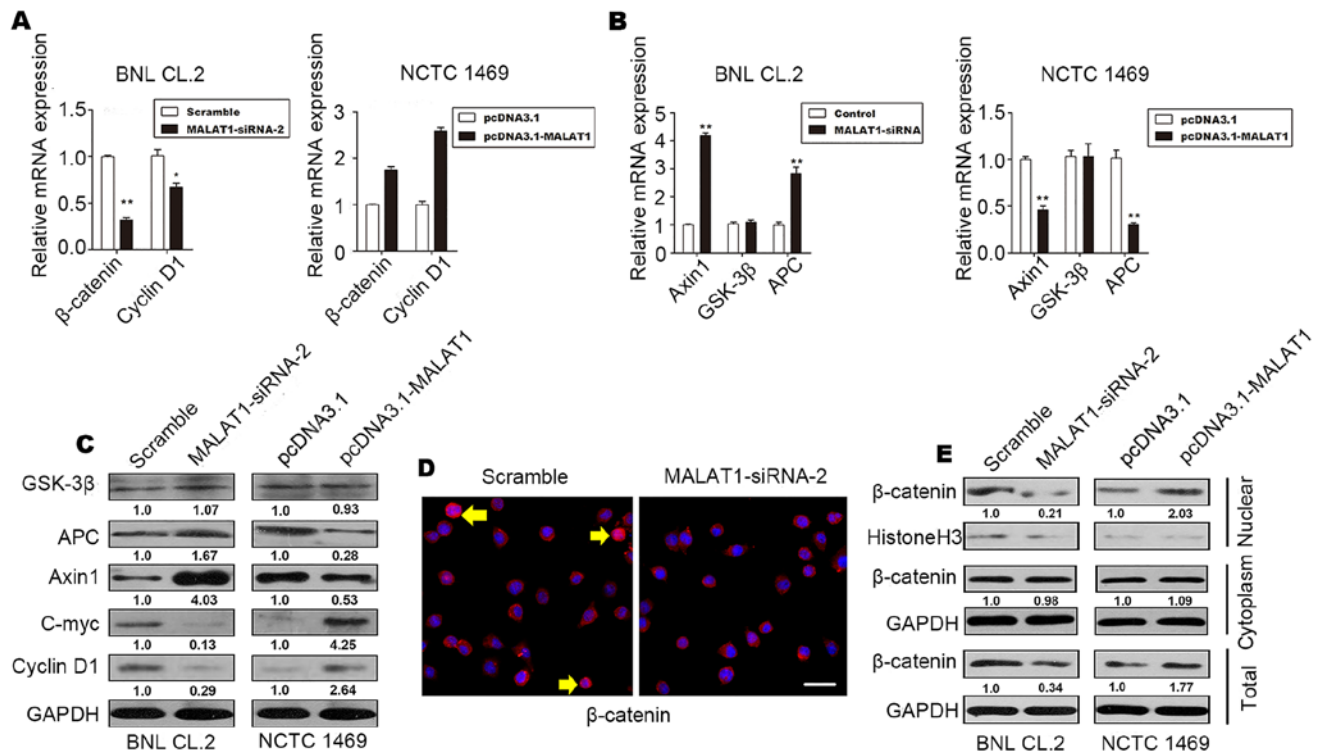 A
BNL CL.2
Relative mRNA expression
1.5
1.0
0.5
0.0
Scramble
MALAT1-siRNA-2
**
*
β-catenin
Cyclin D1
NCTC 1469
Relative mRNA expression
3
2
1
0
pcDNA3.1
pcDNA3.1-MALAT1
β-catenin
Cyclin D1
B
BNL CL.2
Relative mRNA expression
5
4
3
2
1
0
Control
MALAT1-siRNA
**
**
Axin1
GSK-3β
APC
NCTC 1469
Relative mRNA expression
1.5
1.0
0.5
0.0
pcDNA3.1
pcDNA3.1-MALAT1
**
**
Axin1
GSK-3β
APC
C
Scramble
MALAT1-siRNA-2
pcDNA3.1
pcDNA3.1-MALAT1
GSK-3β
1.0 1.07 1.0 0.93
APC
1.0 1.67 1.0 0.28
Axin1
1.0 4.03 1.0 0.53
C-myc
1.0 0.13 1.0 4.25
Cyclin D1
1.0 0.29 1.0 2.64
GAPDH
BNL CL.2 NCTC 1469
D
Scramble
MALAT1-siRNA-2
β-catenin
E
Scramble
MALAT1-siRNA-2
pcDNA3.1
pcDNA3.1-MALAT1
β-catenin
1.0 0.21 1.0 2.03
HistoneH3
Nuclear
β-catenin
1.0 0.98 1.0 1.09
GAPDH
Cytoplasm
β-catenin
1.0 0.34 1.0 1.77
GAPDH
Total
BNL CL.2 NCTC 1469